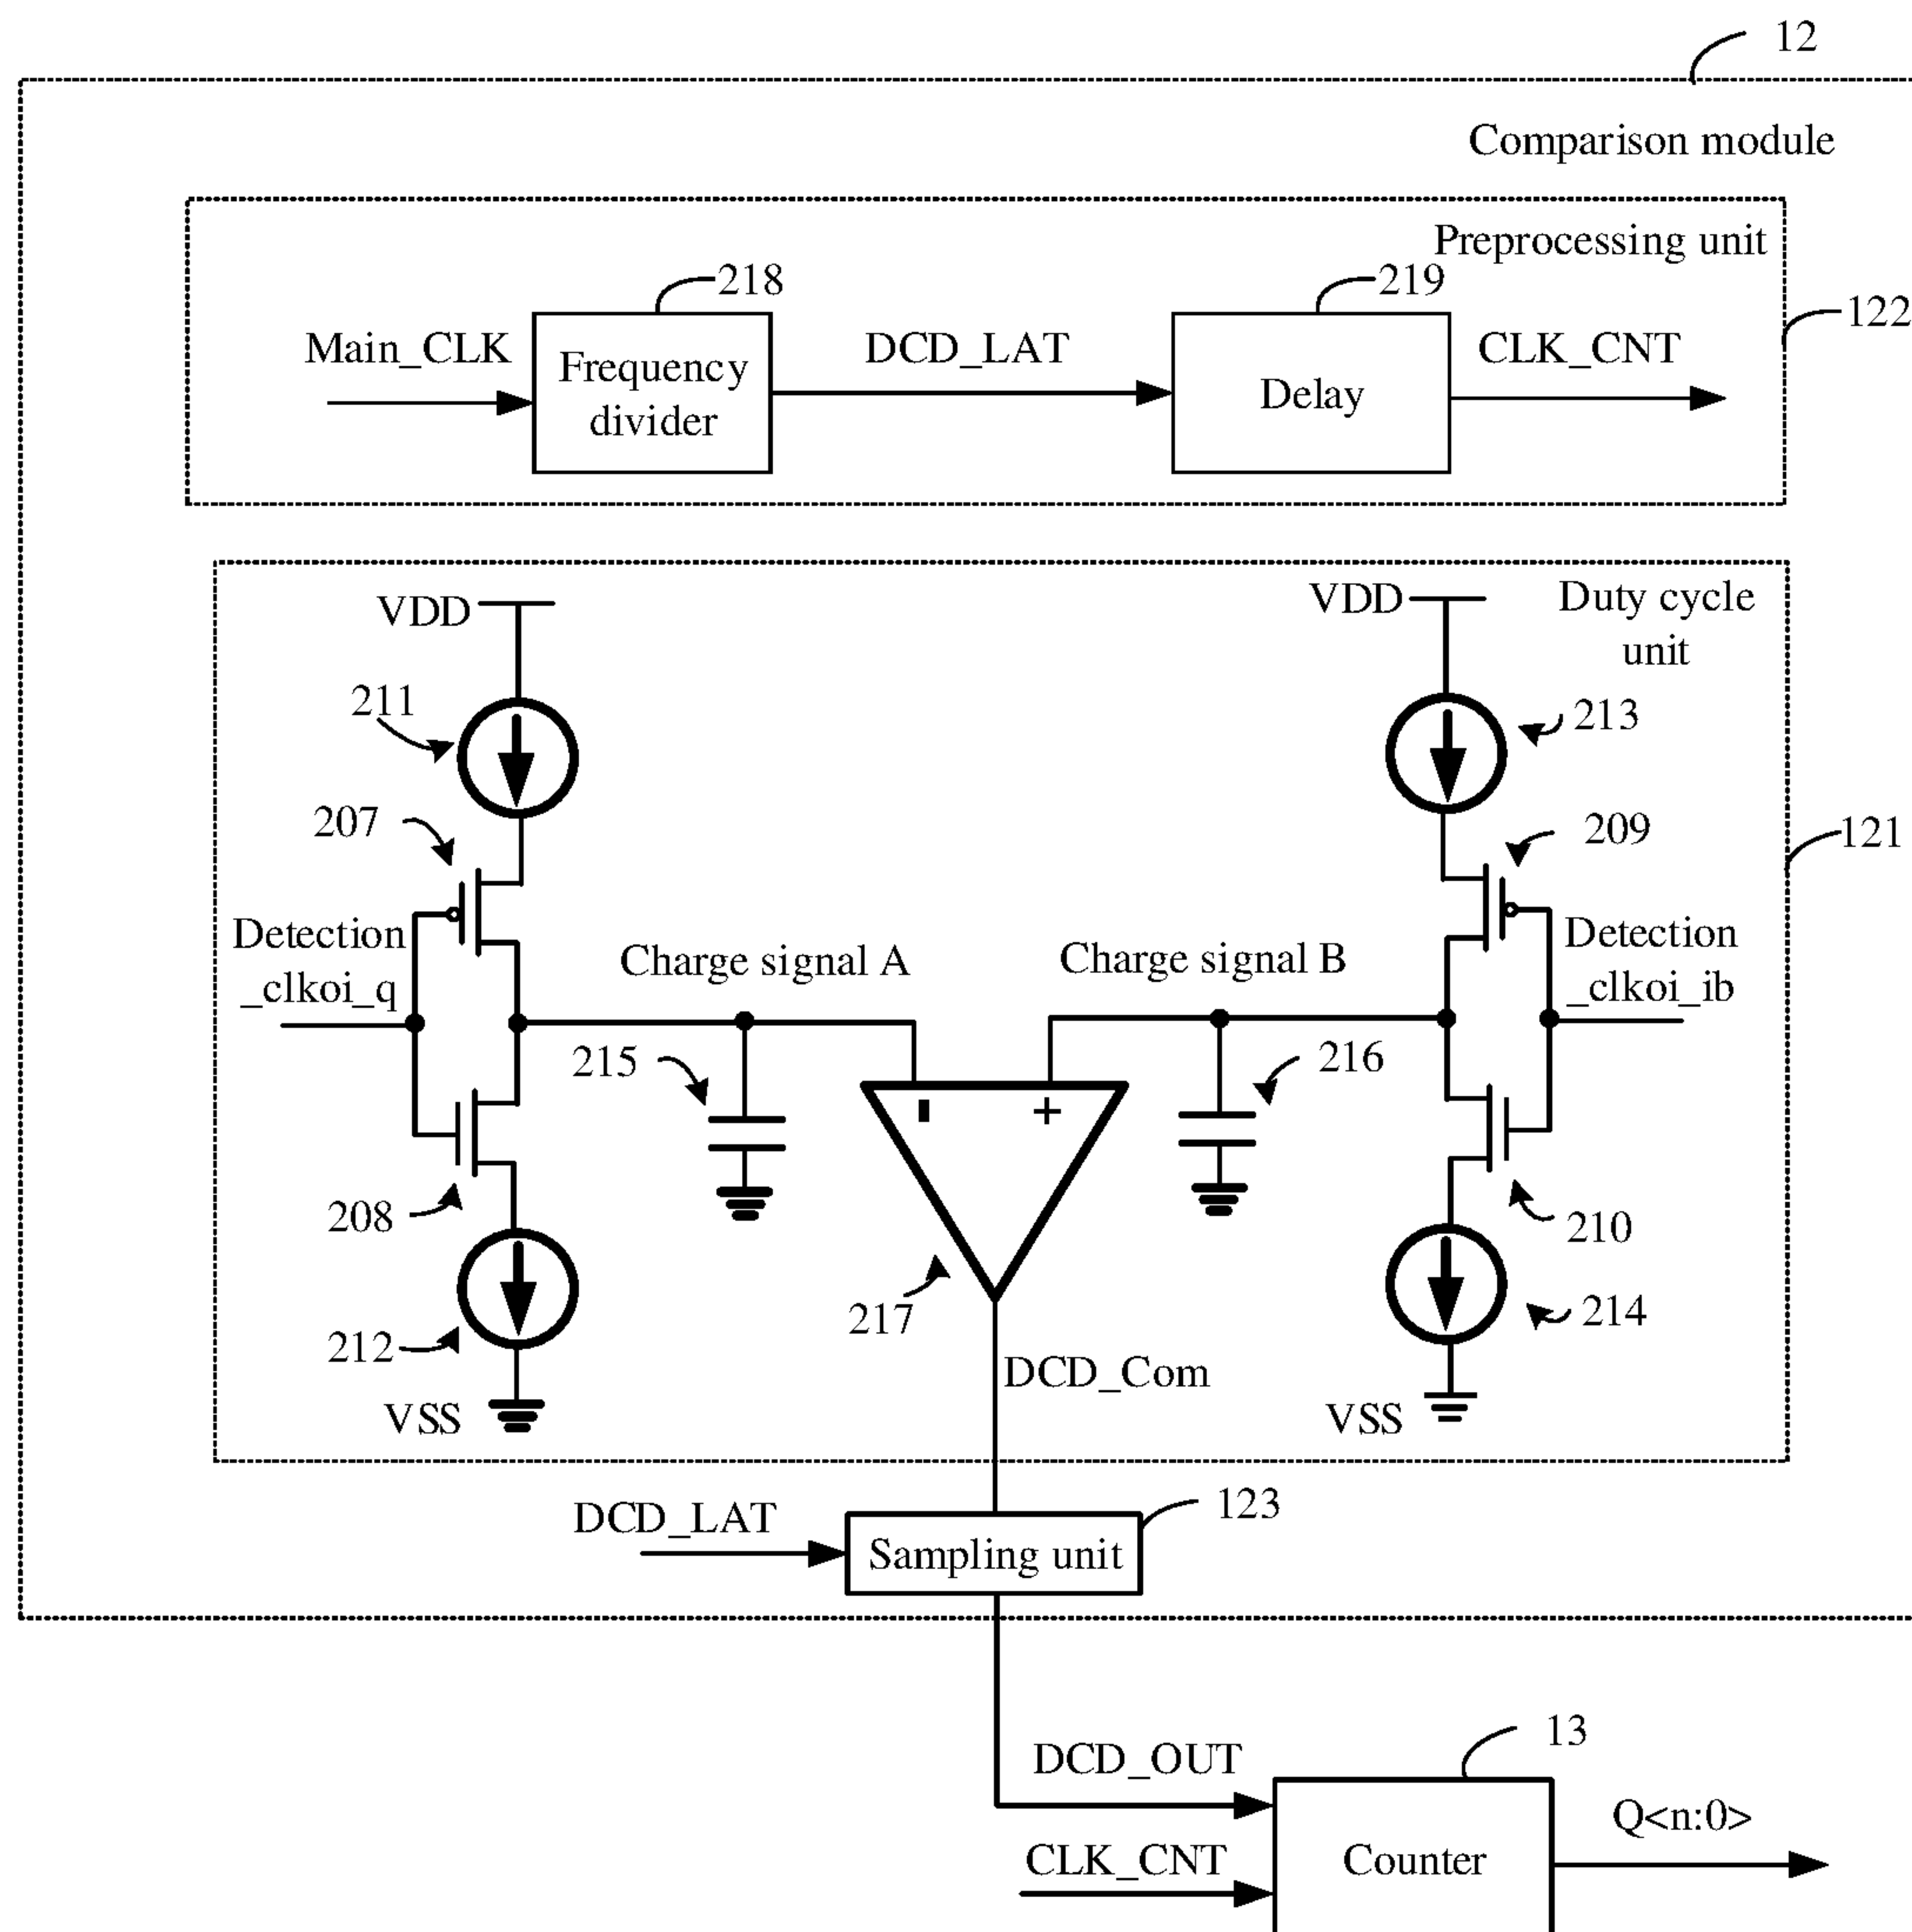 12
Comparison module
Preprocessing unit
218
219
122
Main_CLK
Frequency
divider
DCD_LAT
Delay
CLK_CNT
VDD
VDD
Duty cycle
unit
211
213
207
209
121
Detection
_clkoi_q
Charge signal A
Charge signal B
Detection
_clkoi_ib
215
216
- +
208
210
217
212
214
DCD_Com
VSS
VSS
DCD_LAT
Sampling unit
123
13
DCD_OUT
Q<n:0>
CLK_CNT
Counter